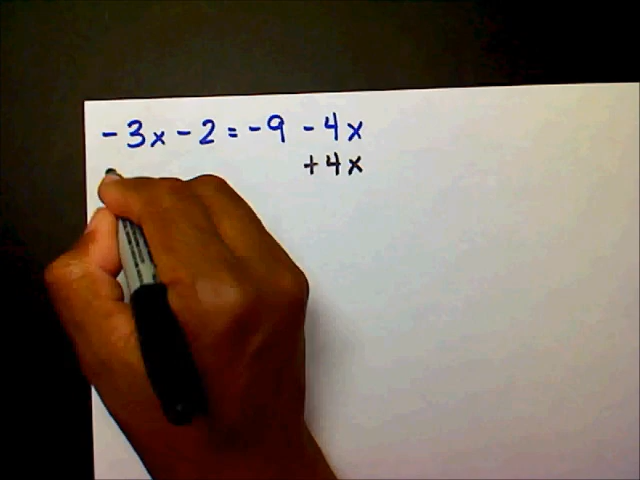 -3x - 2 = -9 - 4x
+4x